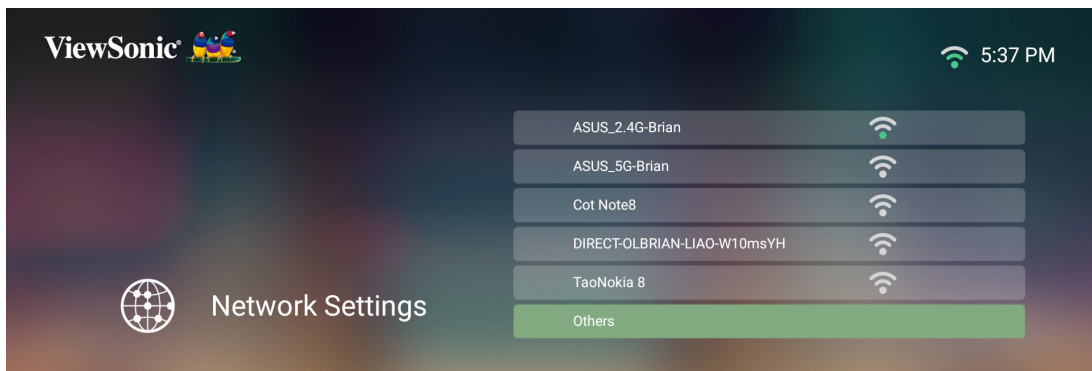 ViewSonic®
5:37 PM
ASUS_2.4G-Brian
ASUS_5G-Brian
Cot Note8
DIRECT-OLBRIAN-LIAO-W10msYH
TaoNokia 8
Network Settings
Others